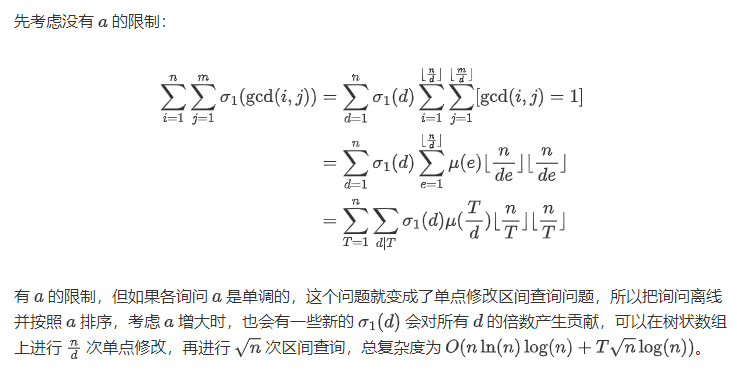 先考虑没有 $a$ 的限制：
$$\sum_{i=1}^{n}\sum_{j=1}^{m}\sigma_1(\gcd(i,j)) = \sum_{d=1}^{n}\sigma_1(d)\sum_{i=1}^{\lfloor\frac{n}{d}\rfloor}\sum_{j=1}^{\lfloor\frac{m}{d}\rfloor}[\gcd(i,j)=1]$$
$$= \sum_{d=1}^{n}\sigma_1(d)\sum_{e=1}^{\lfloor\frac{n}{d}\rfloor}\mu(e)\lfloor\frac{n}{de}\rfloor\lfloor\frac{n}{de}\rfloor$$
$$= \sum_{T=1}^{n}\sum_{d|T}\sigma_1(d)\mu(\frac{T}{d})\lfloor\frac{n}{T}\rfloor\lfloor\frac{n}{T}\rfloor$$
有 $a$ 的限制，但如果各询问 $a$ 是单调的，这个问题就变成了单点修改区间查询问题，所以把询问离线
并按照 $a$ 排序，考虑 $a$ 增大时，也会有一些新的 $\sigma_1(d)$ 会对所有 $d$ 的倍数产生贡献，可以在树状数组
上进行 $\frac{n}{d}$ 次单点修改，再进行 $\sqrt{n}$ 次区间查询，总复杂度为 $O(n\ln(n)\log(n)+T\sqrt{n}\log(n))$。